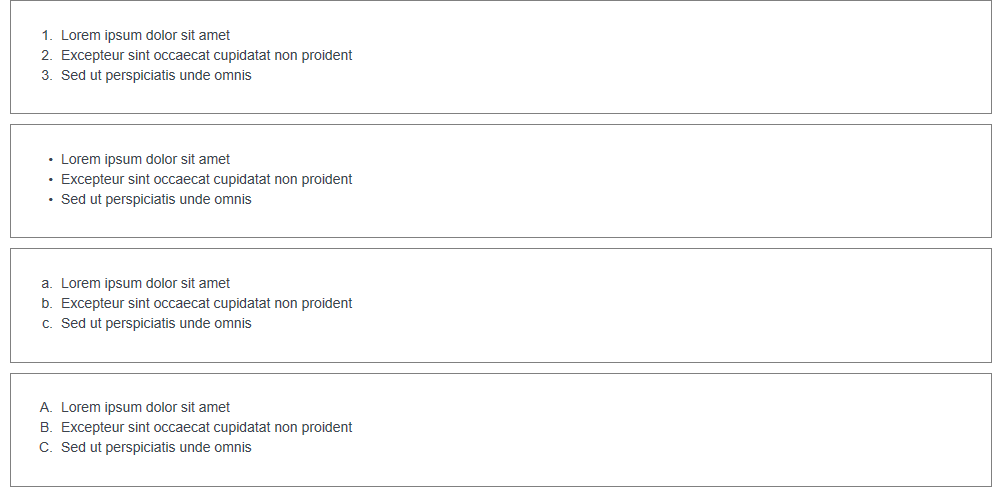 1. Lorem ipsum dolor sit amet
2. Excepteur sint occaecat cupidatat non proident
3. Sed ut perspiciatis unde omnis
• Lorem ipsum dolor sit amet
• Excepteur sint occaecat cupidatat non proident
• Sed ut perspiciatis unde omnis
a. Lorem ipsum dolor sit amet
b. Excepteur sint occaecat cupidatat non proident
c. Sed ut perspiciatis unde omnis
A. Lorem ipsum dolor sit amet
B. Excepteur sint occaecat cupidatat non proident
C. Sed ut perspiciatis unde omnis